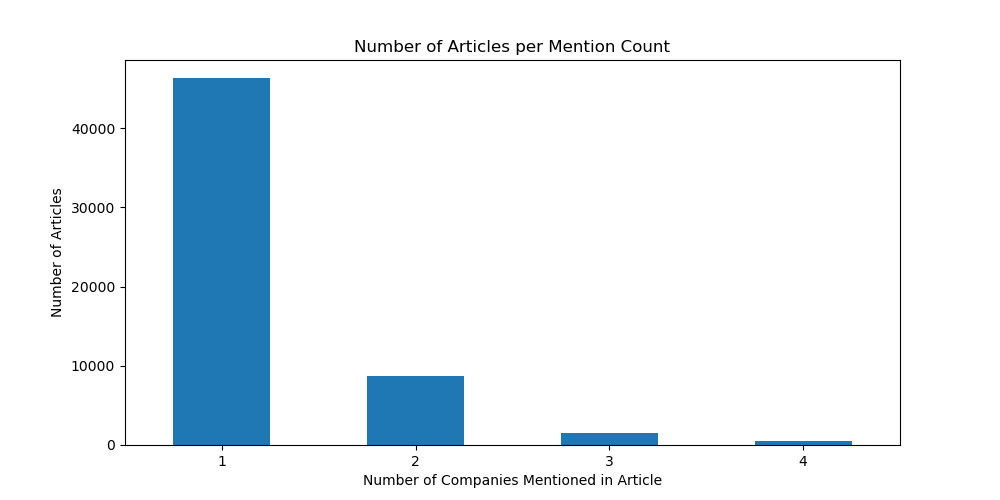 Number of Articles per Mention Count
40000
30000
20000
10000
0
Number of Articles
1 2 3 4
Number of Companies Mentioned in Article